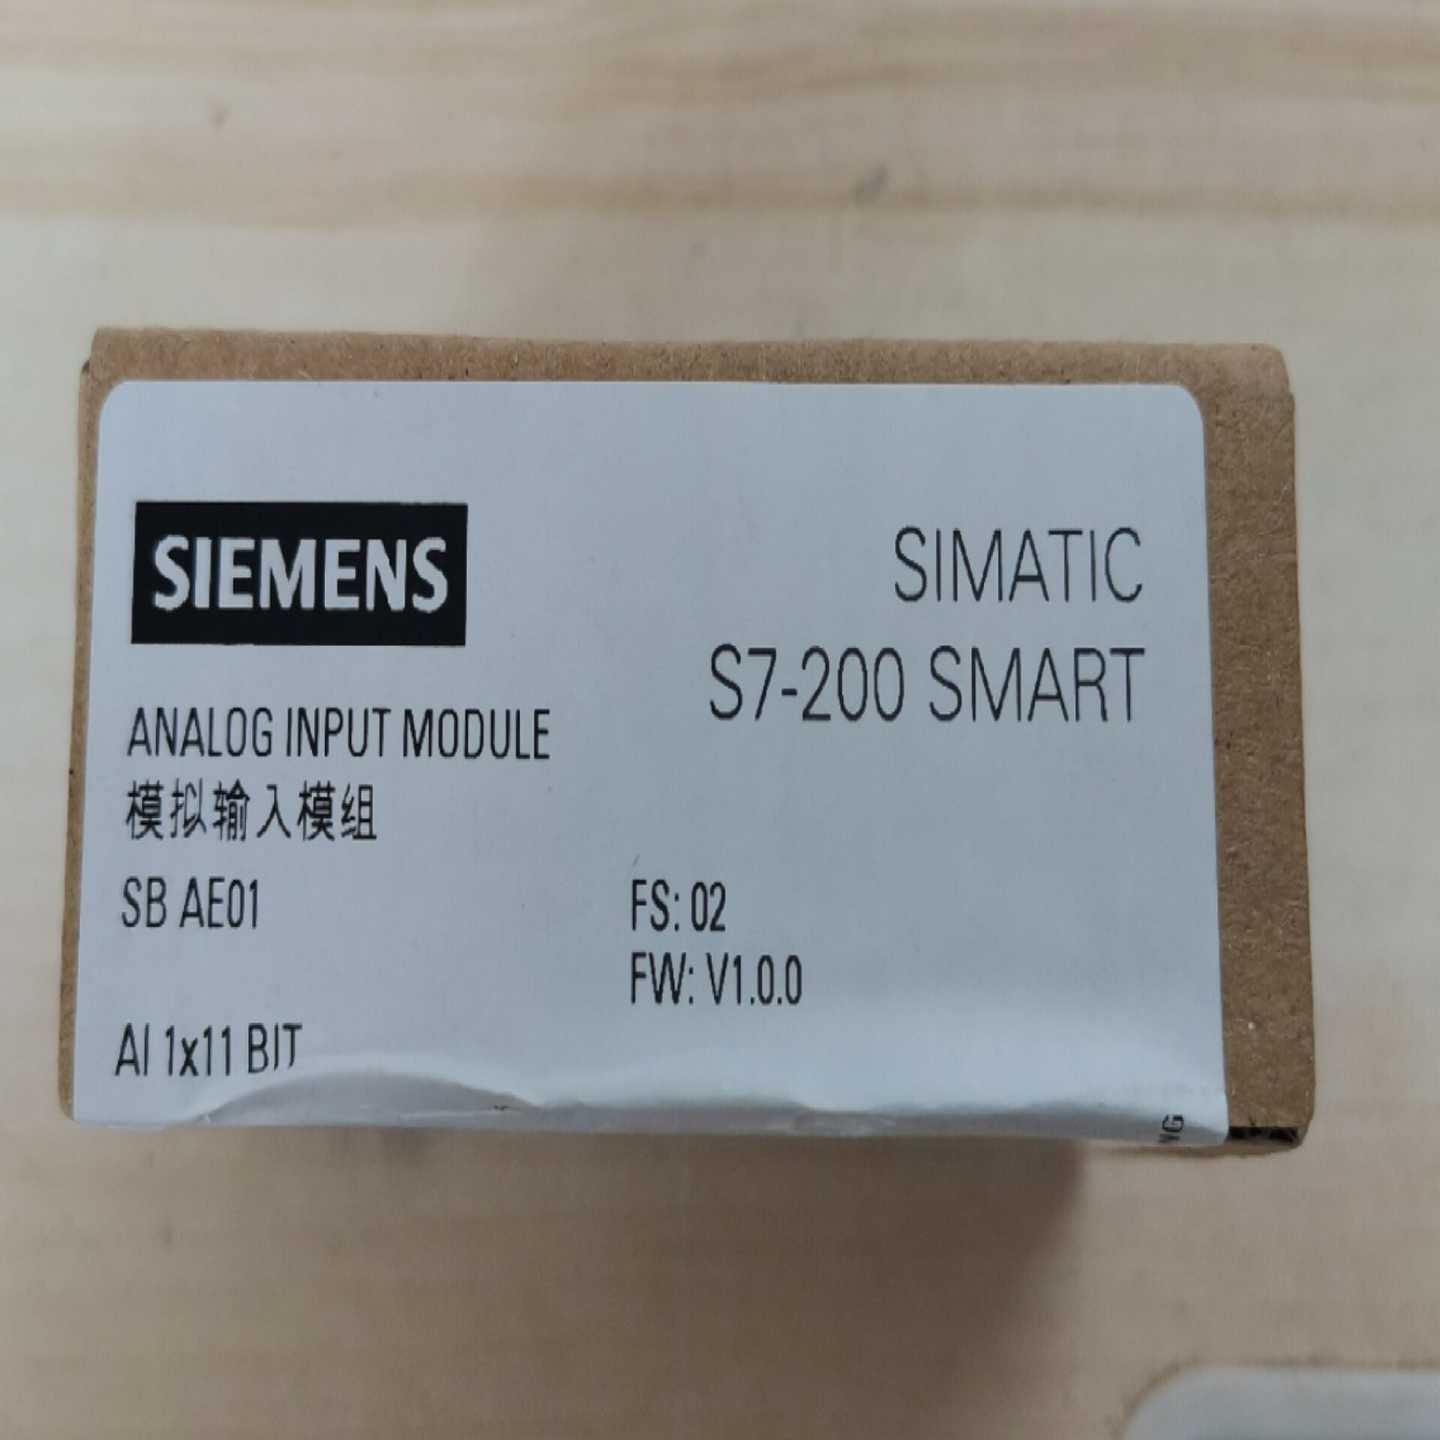 SIEMENS
SIMATIC
S7-200 SMART
ANALOG INPUT MODULE
模拟输入模组
SB AE01
FS: 02
FW: V1.0.0
AI 1x11 BIT